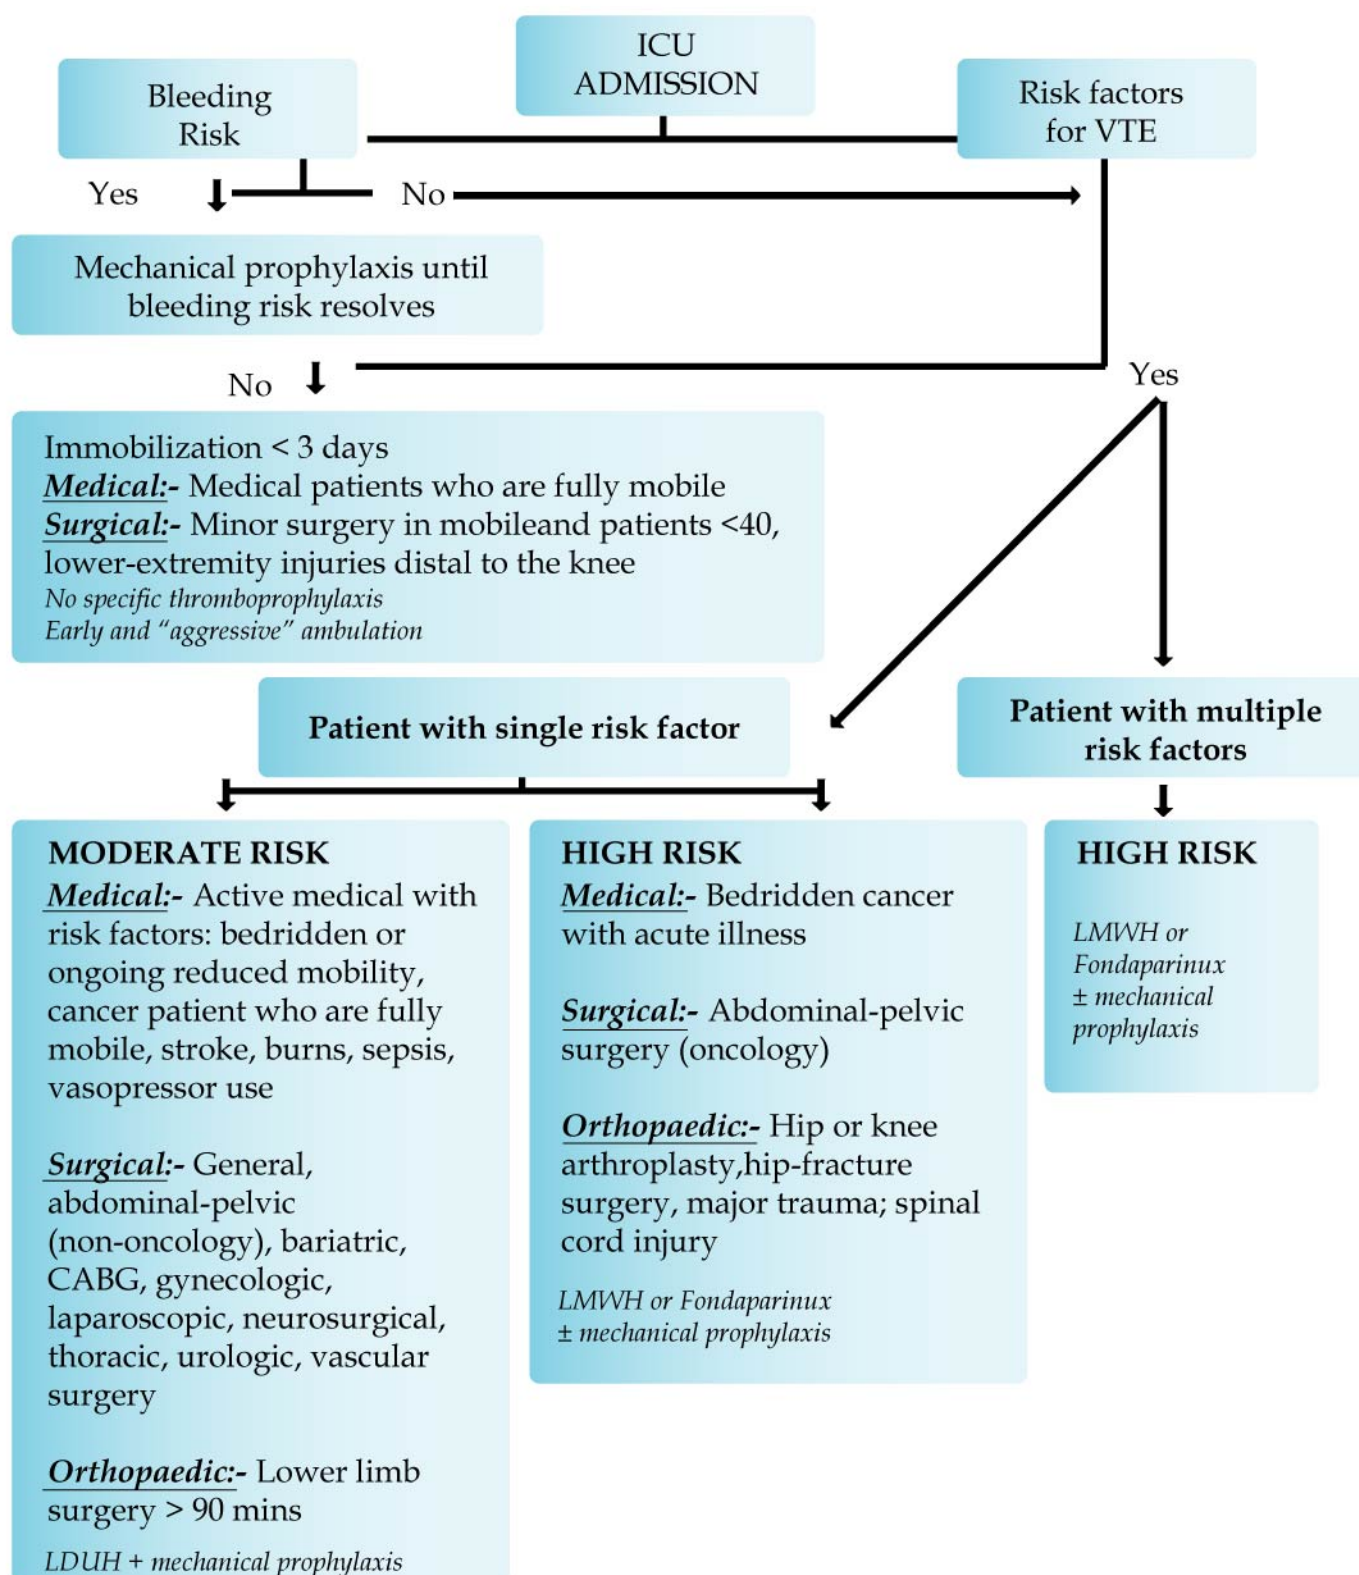 ICU
ADMISSION
Bleeding
Risk
Risk factors
for VTE
Yes
No
Mechanical prophylaxis until
bleeding risk resolves
No
Yes
Immobilization < 3 days
Medical:- Medical patients who are fully mobile
Surgical:- Minor surgery in mobileand patients <40,
lower-extremity injuries distal to the knee
No specific thromboprophylaxis
Early and “aggressive” ambulation
Patient with single risk factor
Patient with multiple
risk factors
MODERATE RISK
Medical:- Active medical with
risk factors: bedridden or
ongoing reduced mobility,
cancer patient who are fully
mobile, stroke, burns, sepsis,
vasopressor use
Surgical:- General,
abdominal-pelvic
(non-oncology), bariatric,
CABG, gynecologic,
laparoscopic, neurosurgical,
thoracic, urologic, vascular
surgery
Orthopaedic:- Lower limb
surgery > 90 mins
LDUH + mechanical prophylaxis
HIGH RISK
Medical:- Bedridden cancer
with acute illness
Surgical:- Abdominal-pelvic
surgery (oncology)
Orthopaedic:- Hip or knee
arthroplasty,hip-fracture
surgery, major trauma; spinal
cord injury
LMWH or Fondaparinux
± mechanical prophylaxis
HIGH RISK
LMWH or
Fondaparinux
± mechanical
prophylaxis